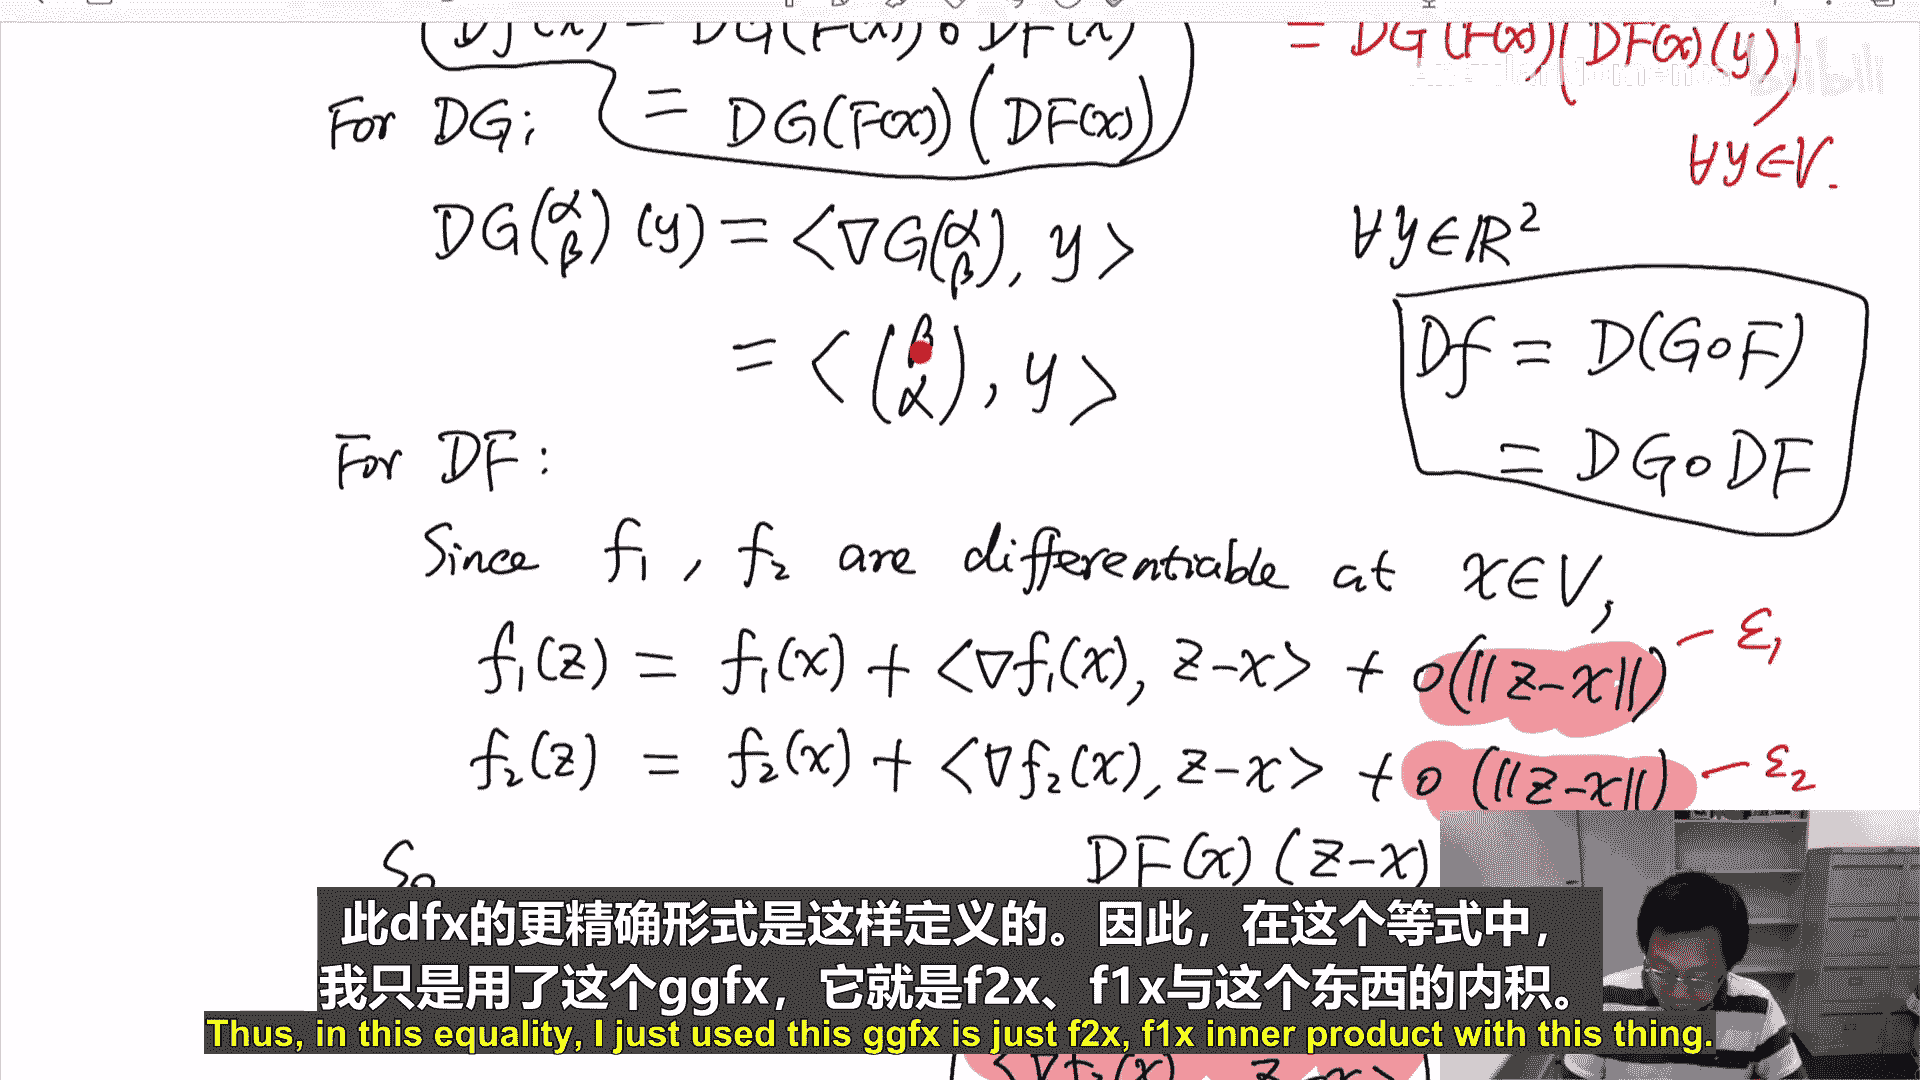 Df(x) = DG(F(x)) ∘ DF(x)
= DG(F(x))(DF(x)(y))
bilibili
For DG;
= DG(F(x))(DF(x))
∀y∈V.
DG(α β)(y) = <∇G(α β), y>
∀y∈ℝ²
= <(β α), y>
Df = D(G∘F)
= DG∘DF
For DF:
Since f₁, f₂ are differentiable at x∈V,
f₁(z) = f₁(x) + <∇f₁(x), z-x> + o(||z-x||) - ε₁
f₂(z) = f₂(x) + <∇f₂(x), z-x> + o(||z-x||) - ε₂
So
DF(x)(z-x)
此dfx的更精确形式是这样定义的。因此，在这个等式中，
我只是用了这个ggfx，它就是f2x、f1x与这个东西的内积。
Thus, in this equality, I just used this ggfx is just f2x, f1x inner product with this thing.
<∇f₂(x), z-x>